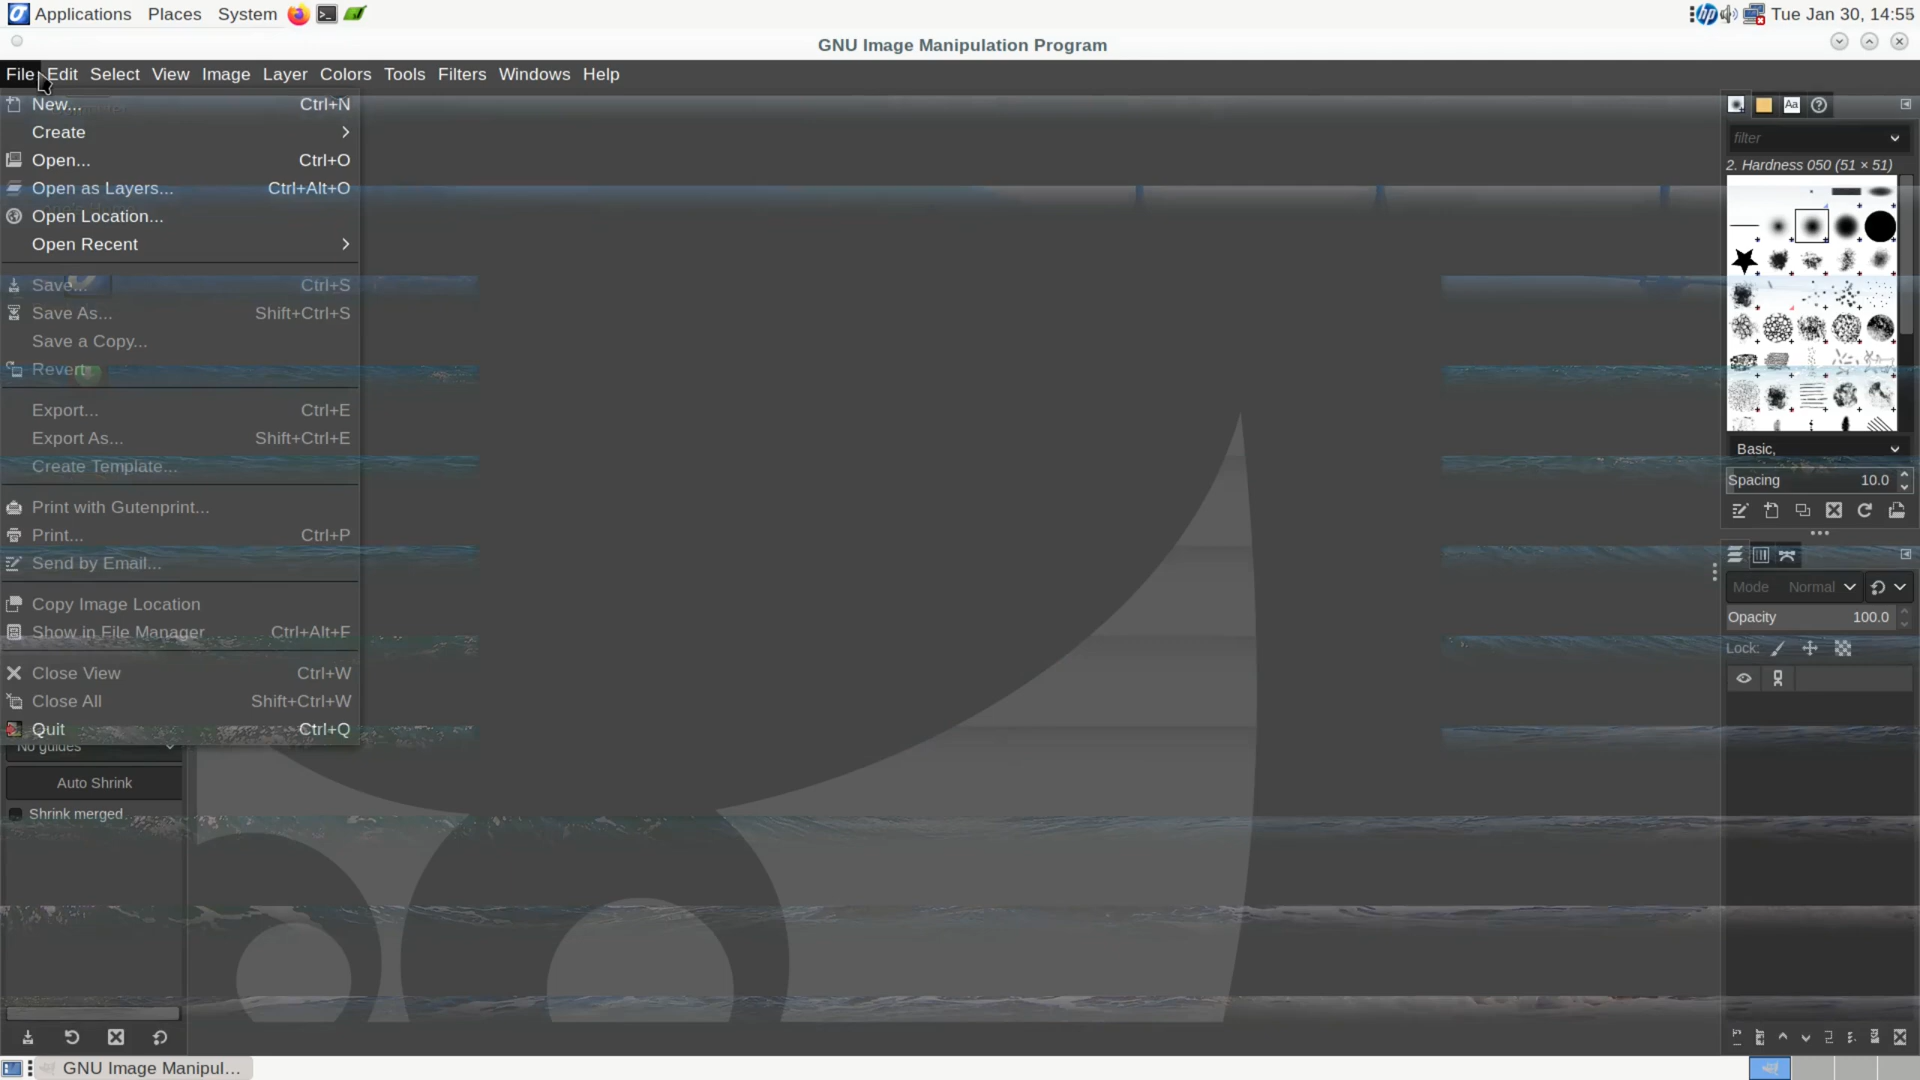 Applications Places System Tue Jan 30, 14:55
GNU Image Manipulation Program
File Edit Select View Image Layer Colors Tools Filters Windows Help
New... Ctrl+N
Create
Open... Ctrl+O
Open as Layers... Ctrl+Alt+O
Open Location...
Open Recent
Save... Ctrl+S
Save As... Shift+Ctrl+S
Save a Copy...
Revert
Export... Ctrl+E
Export As... Shift+Ctrl+E
Create Template...
Print with Gutenprint...
Print... Ctrl+P
Send by Email...
Copy Image Location
Show in File Manager Ctrl+Alt+F
Close View Ctrl+W
Close All Shift+Ctrl+W
Quit Ctrl+Q
No guides
Auto Shrink
Shrink merged
Aa
filter
2. Hardness 050 (51 × 51)
Basic,
Spacing 10.0
Mode Normal
Opacity 100.0
Lock:
GNU Image Manipul...